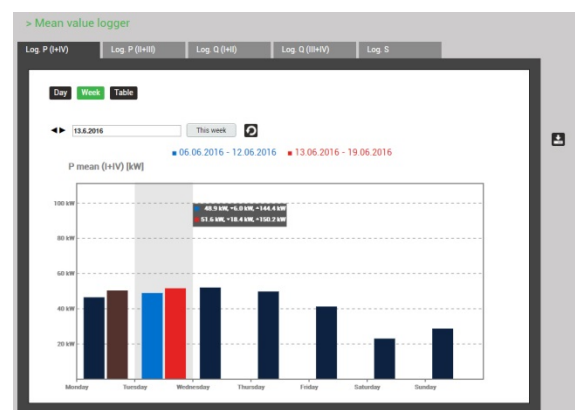 > Mean value logger
Log. P (I+IV) Log. P (II+III) Log. Q (I+II) Log. Q (III+IV) Log. S
Day Week Table
13.6.2016 This week
06.06.2016 - 12.06.2016 13.06.2016 - 19.06.2016
P mean (I+IV) [kW]
100 kW
48.9 kW, +6.0 kW, +144.4 kW
51.6 kW, +18.4 kW, +150.2 kW
80 kW
60 kW
40 kW
20 kW
Monday Tuesday Wednesday Thursday Friday Saturday Sunday